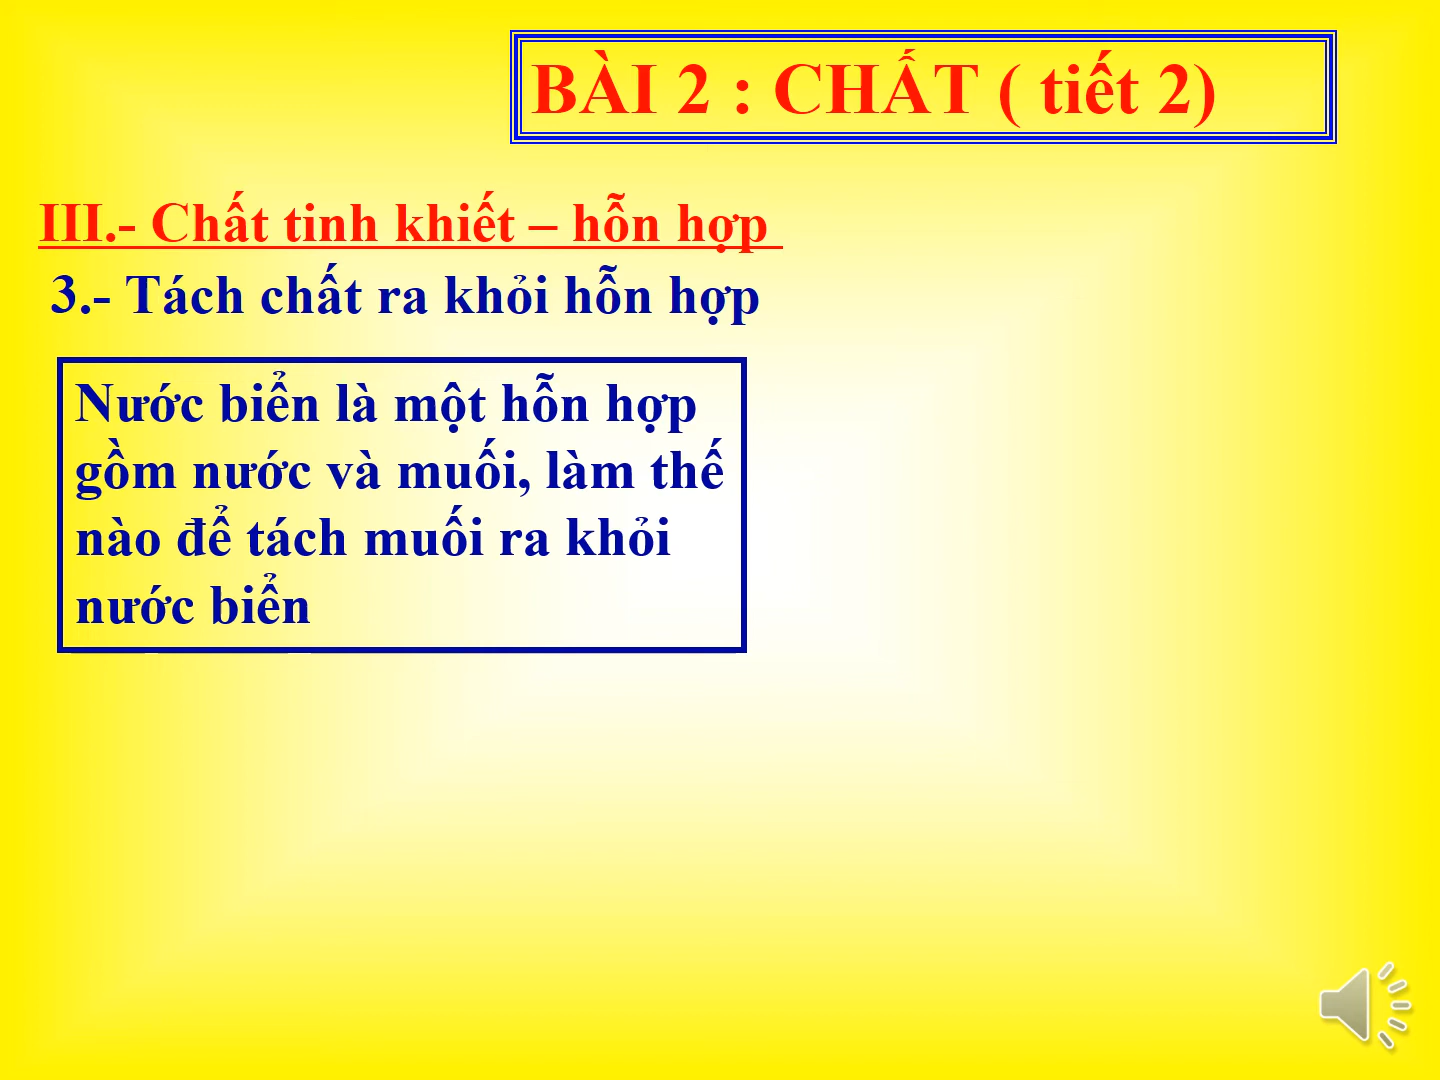 BÀI 2 : CHẤT ( tiết 2)
III.- Chất tinh khiết – hỗn hợp
3.- Tách chất ra khỏi hỗn hợp
Nước biển là một hỗn hợp
gồm nước và muối, làm thế
nào để tách muối ra khỏi
nước biển